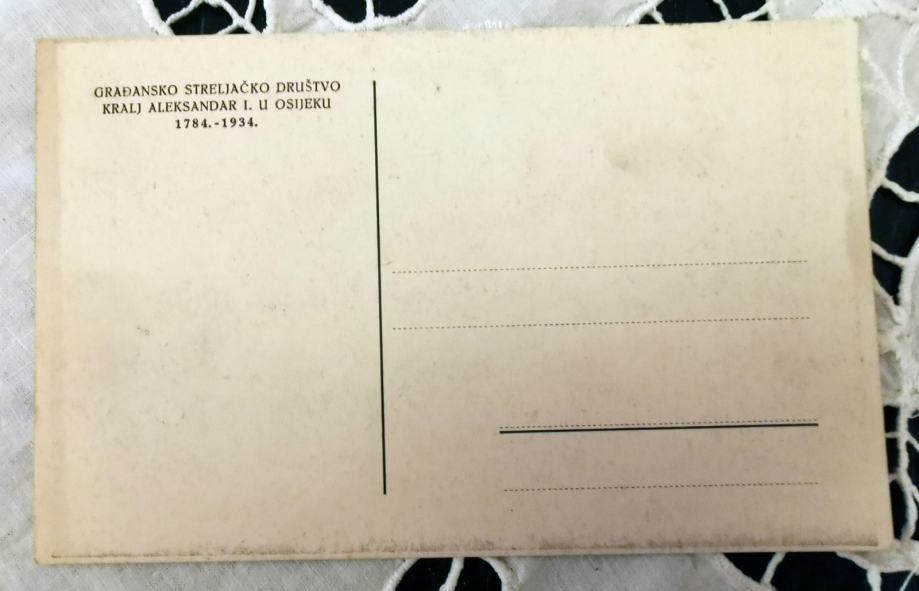 GRAĐANSKO STRELJAČKO DRUŠTVO
KRALJ ALEKSANDAR I. U OSIJEKU
1784.-1934.